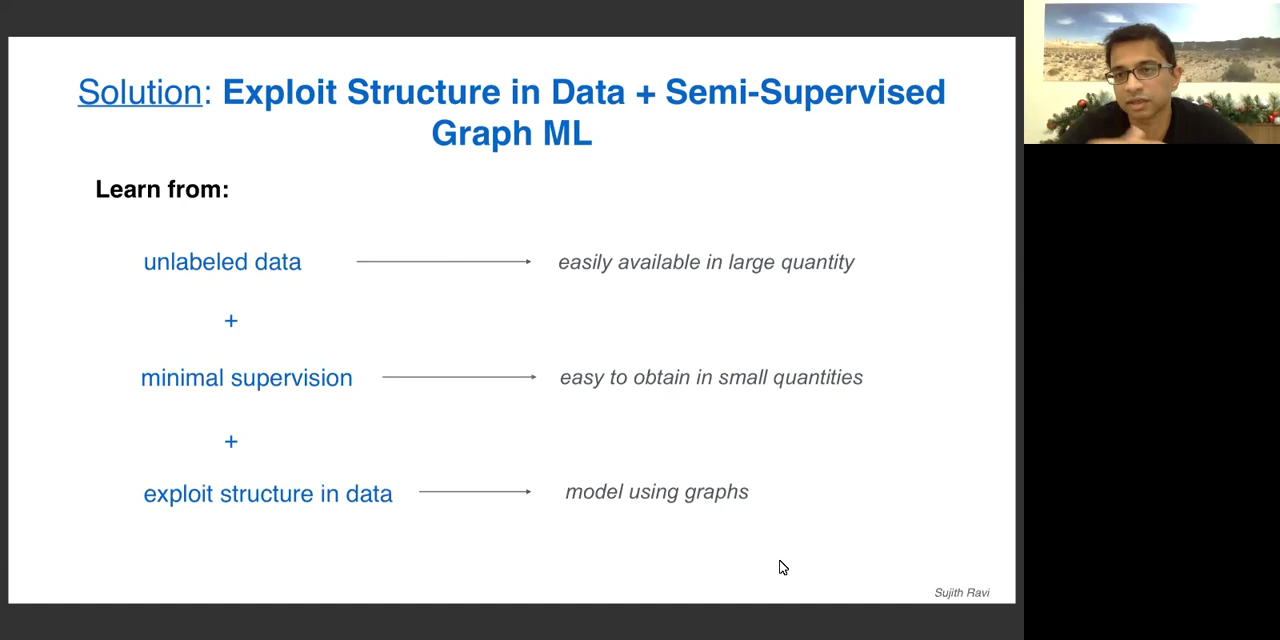 Solution: Exploit Structure in Data + Semi-Supervised
Graph ML
Learn from:
unlabeled data easily available in large quantity
+
minimal supervision easy to obtain in small quantities
+
exploit structure in data model using graphs
Sujith Ravi